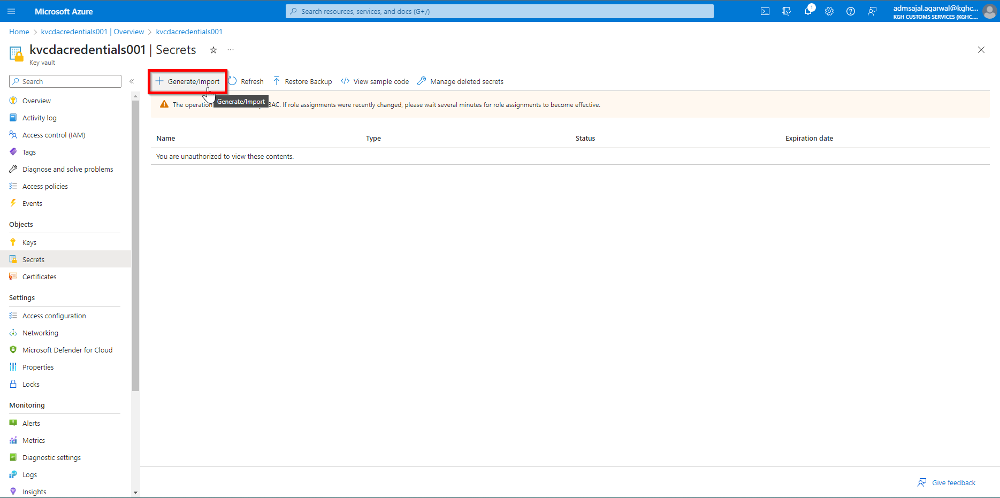 Microsoft Azure
Search resources, services, and docs (G+/)
1
admsajal.agarwal@kghc...
KGH CUSTOMS SERVICES (KGHC....
Home > kvcdacredentials001 | Overview > kvcdacredentials001
kvcdacredentials001 | Secrets ☆ ...
Key vault
Search
«
Generate/Import
Refresh
Restore Backup
View sample code
Manage deleted secrets
Generate/Import
The operation BAC. If role assignments were recently changed, please wait several minutes for role assignments to become effective.
Name Type Status Expiration date
You are unauthorized to view these contents.
Overview
Activity log
Access control (IAM)
Tags
Diagnose and solve problems
Access policies
Events
Objects
Keys
Secrets
Certificates
Settings
Access configuration
Networking
Microsoft Defender for Cloud
Properties
Locks
Monitoring
Alerts
Metrics
Diagnostic settings
Logs
Insights
Give feedback